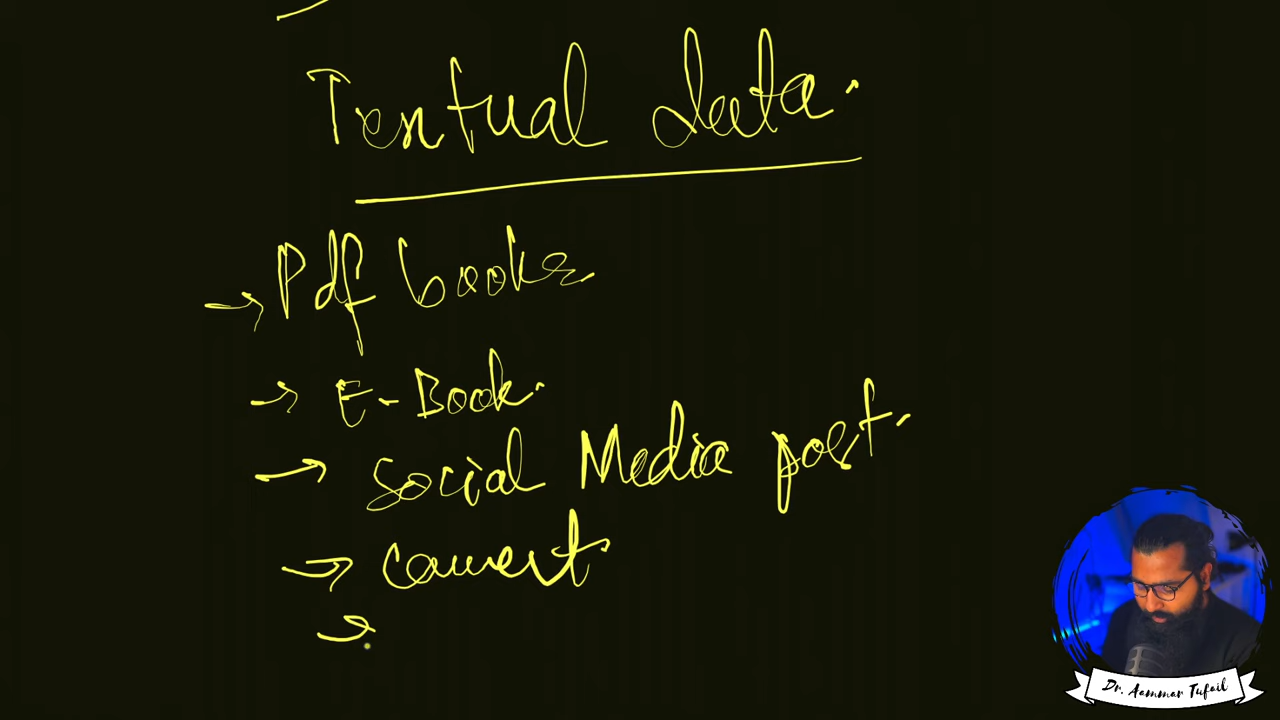 Textual data.
→ Pdf books
→ E-Book.
→ Social Media post.
→ Comment
→
Dr. Aammar Tufail